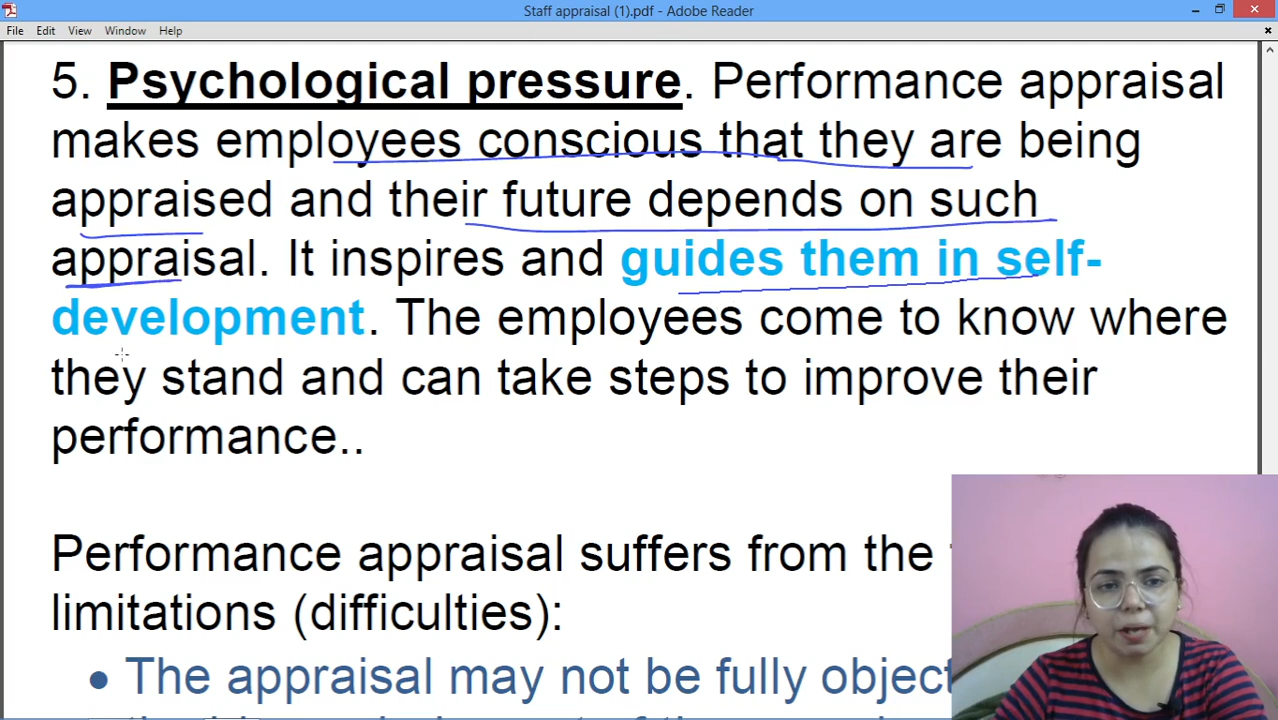 Staff appraisal (1).pdf - Adobe Reader
File Edit View Window Help
5. Psychological pressure. Performance appraisal
makes employees conscious that they are being
appraised and their future depends on such
appraisal. It inspires and guides them in self-
development. The employees come to know where
they stand and can take steps to improve their
performance..
Performance appraisal suffers from the
limitations (difficulties):
• The appraisal may not be fully